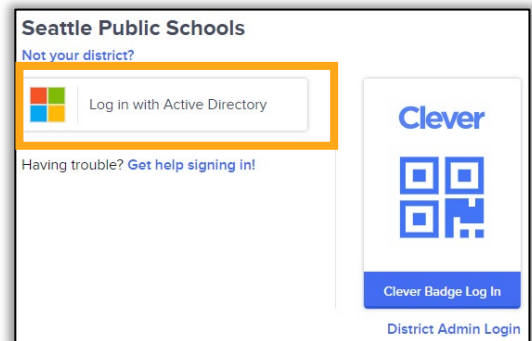 Seattle Public Schools
Not your district?
Log in with Active Directory
Having trouble? Get help signing in!
Clever
Clever Badge Log In
District Admin Login